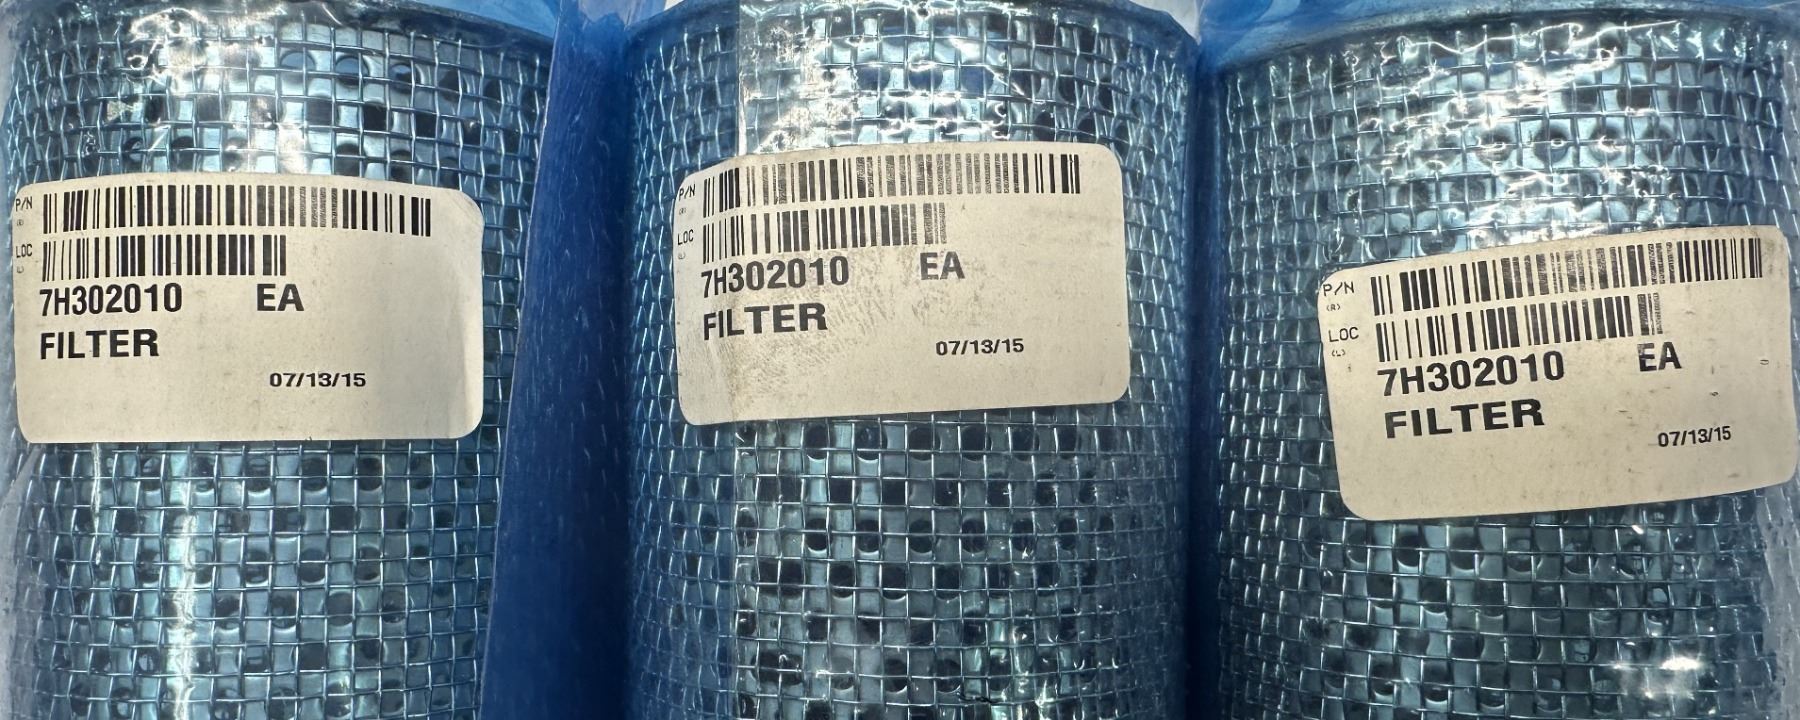 P/N
LOC
7H302010 EA
FILTER
07/13/15
P/N
LOC
7H302010 EA
FILTER
07/13/15
P/N
(R)
LOC
(L)
7H302010 EA
FILTER
07/13/15